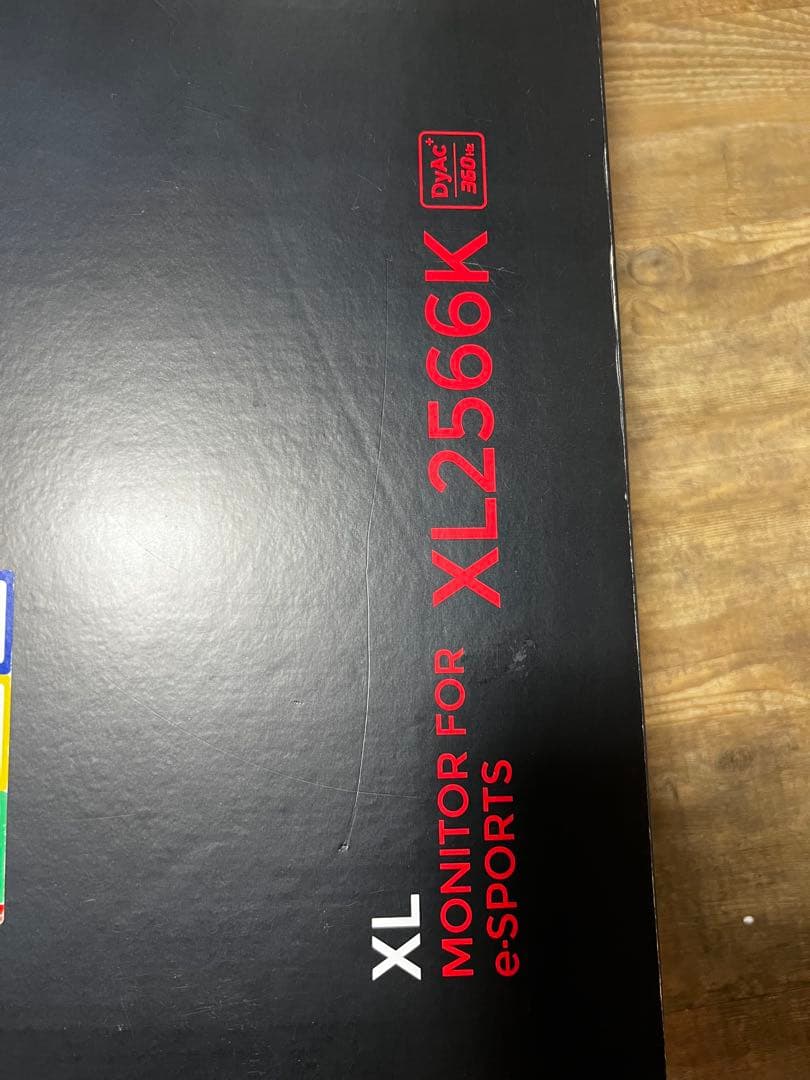 XL
MONITOR FOR
e-SPORTS
XL2566K
DyAc+
360Hz